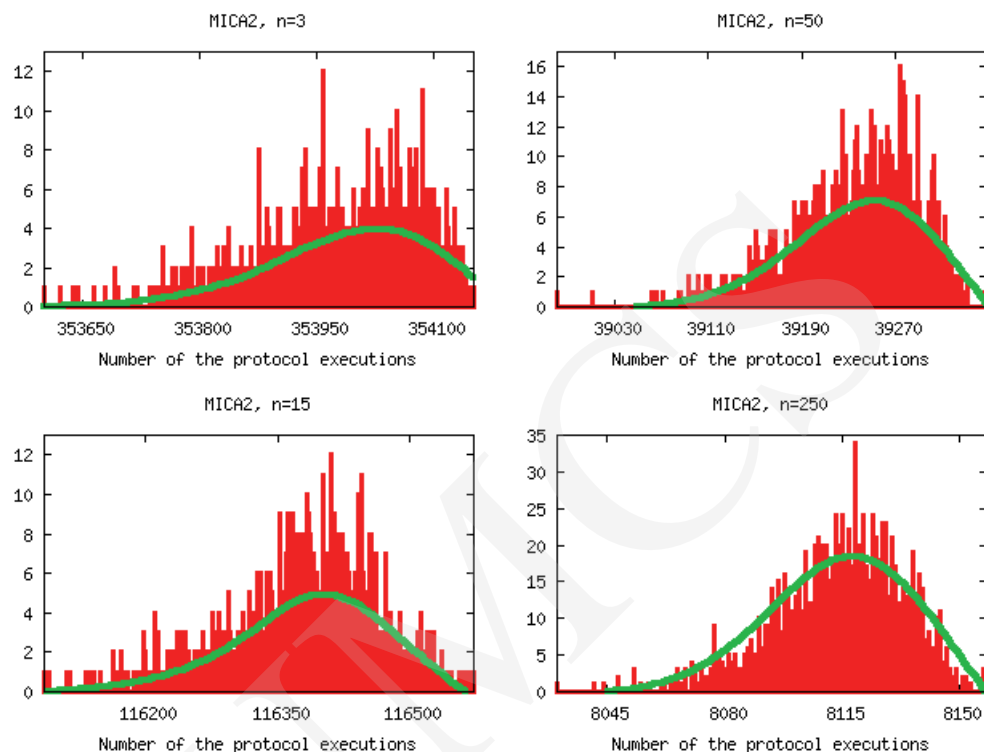 MICA2, n=3
12
10
8
6
4
2
0
353650 353800 353950 354100
Number of the protocol executions
MICA2, n=50
16
14
12
10
8
6
4
2
0
39030 39110 39190 39270
Number of the protocol executions
MICA2, n=15
12
10
8
6
4
2
0
116200 116350 116500
Number of the protocol executions
MICA2, n=250
35
30
25
20
15
10
5
0
8045 8080 8115 8150
Number of the protocol executions